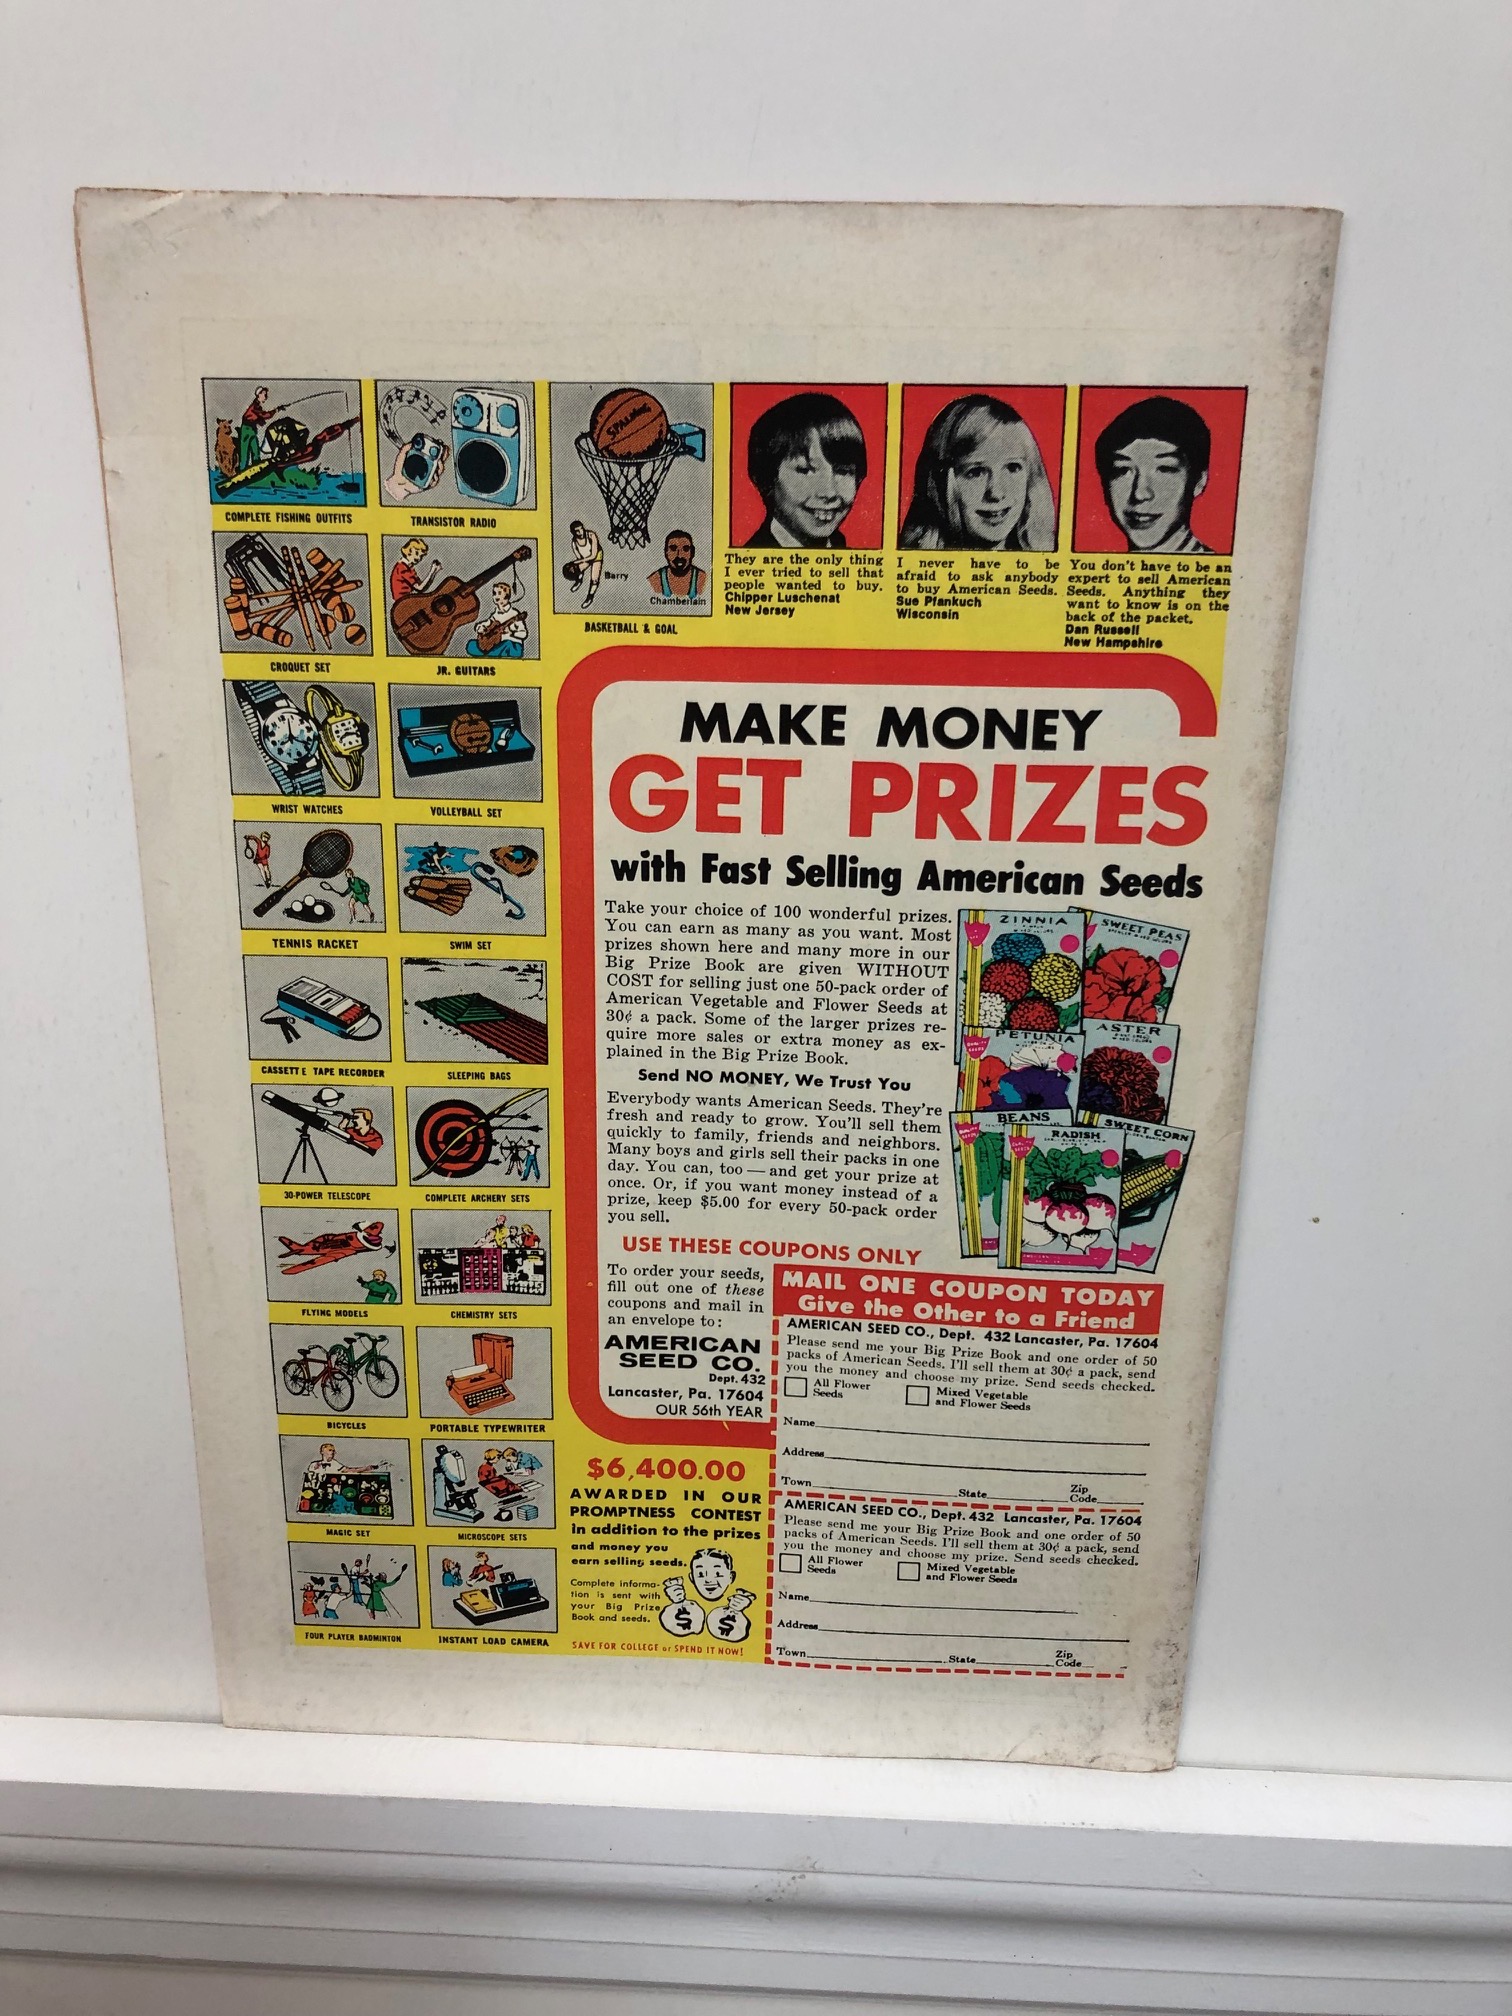 COMPLETE FISHING OUTFITS
TRANSISTOR RADIO
SPALDING
Barry
Chamberlain
BASKETBALL & GOAL
CROQUET SET
JR. GUITARS
WRIST WATCHES
VOLLEYBALL SET
TENNIS RACKET
SWIM SET
CASSETTE TAPE RECORDER
SLEEPING BAGS
30-POWER TELESCOPE
COMPLETE ARCHERY SETS
FLYING MODELS
CHEMISTRY SETS
BICYCLES
PORTABLE TYPEWRITER
MAGIC SET
MICROSCOPE SETS
FOUR PLAYER BADMINTON
INSTANT LOAD CAMERA
They are the only thing
I ever tried to sell that
people wanted to buy.
Chipper Luschenat
New Jersey
I never have to be
afraid to ask anybody
to buy American Seeds.
Sue Pfankuch
Wisconsin
You don't have to be an
expert to sell American
Seeds. Anything they
want to know is on the
back of the packet.
Dan Russell
New Hampshire
MAKE MONEY
GET PRIZES
with Fast Selling American Seeds
Take your choice of 100 wonderful prizes.
You can earn as many as you want. Most
prizes shown here and many more in our
Big Prize Book are given WITHOUT
COST for selling just one 50-pack order of
American Vegetable and Flower Seeds at
30¢ a pack. Some of the larger prizes re-
quire more sales or extra money as ex-
plained in the Big Prize Book.
Send NO MONEY, We Trust You
Everybody wants American Seeds. They're
fresh and ready to grow. You'll sell them
quickly to family, friends and neighbors.
Many boys and girls sell their packs in one
day. You can, too — and get your prize at
once. Or, if you want money instead of a
prize, keep $5.00 for every 50-pack order
you sell.
ZINNIA
SWEET PEAS
PETUNIA
ASTER
BEANS
RADISH
SWEET CORN
USE THESE COUPONS ONLY
To order your seeds,
fill out one of these
coupons and mail in
an envelope to:
AMERICAN
SEED CO.
Dept. 432
Lancaster, Pa. 17604
OUR 56th YEAR
MAIL ONE COUPON TODAY
Give the Other to a Friend
AMERICAN SEED CO., Dept. 432 Lancaster, Pa. 17604
Please send me your Big Prize Book and one order of 50
packs of American Seeds. I'll sell them at 30¢ a pack, send
you the money and choose my prize. Send seeds checked.
All Flower Seeds
Mixed Vegetable and Flower Seeds
Name
Address
Town State Zip Code
AMERICAN SEED CO., Dept. 432 Lancaster, Pa. 17604
Please send me your Big Prize Book and one order of 50
packs of American Seeds. I'll sell them at 30¢ a pack, send
you the money and choose my prize. Send seeds checked.
All Flower Seeds
Mixed Vegetable and Flower Seeds
Name
Address
Town State Zip Code
$6,400.00
AWARDED IN OUR
PROMPTNESS CONTEST
in addition to the prizes
and money you
earn selling seeds.
Complete informa-
tion is sent with
your Big Prize
Book and seeds.
$ $
SAVE FOR COLLEGE or SPEND IT NOW!